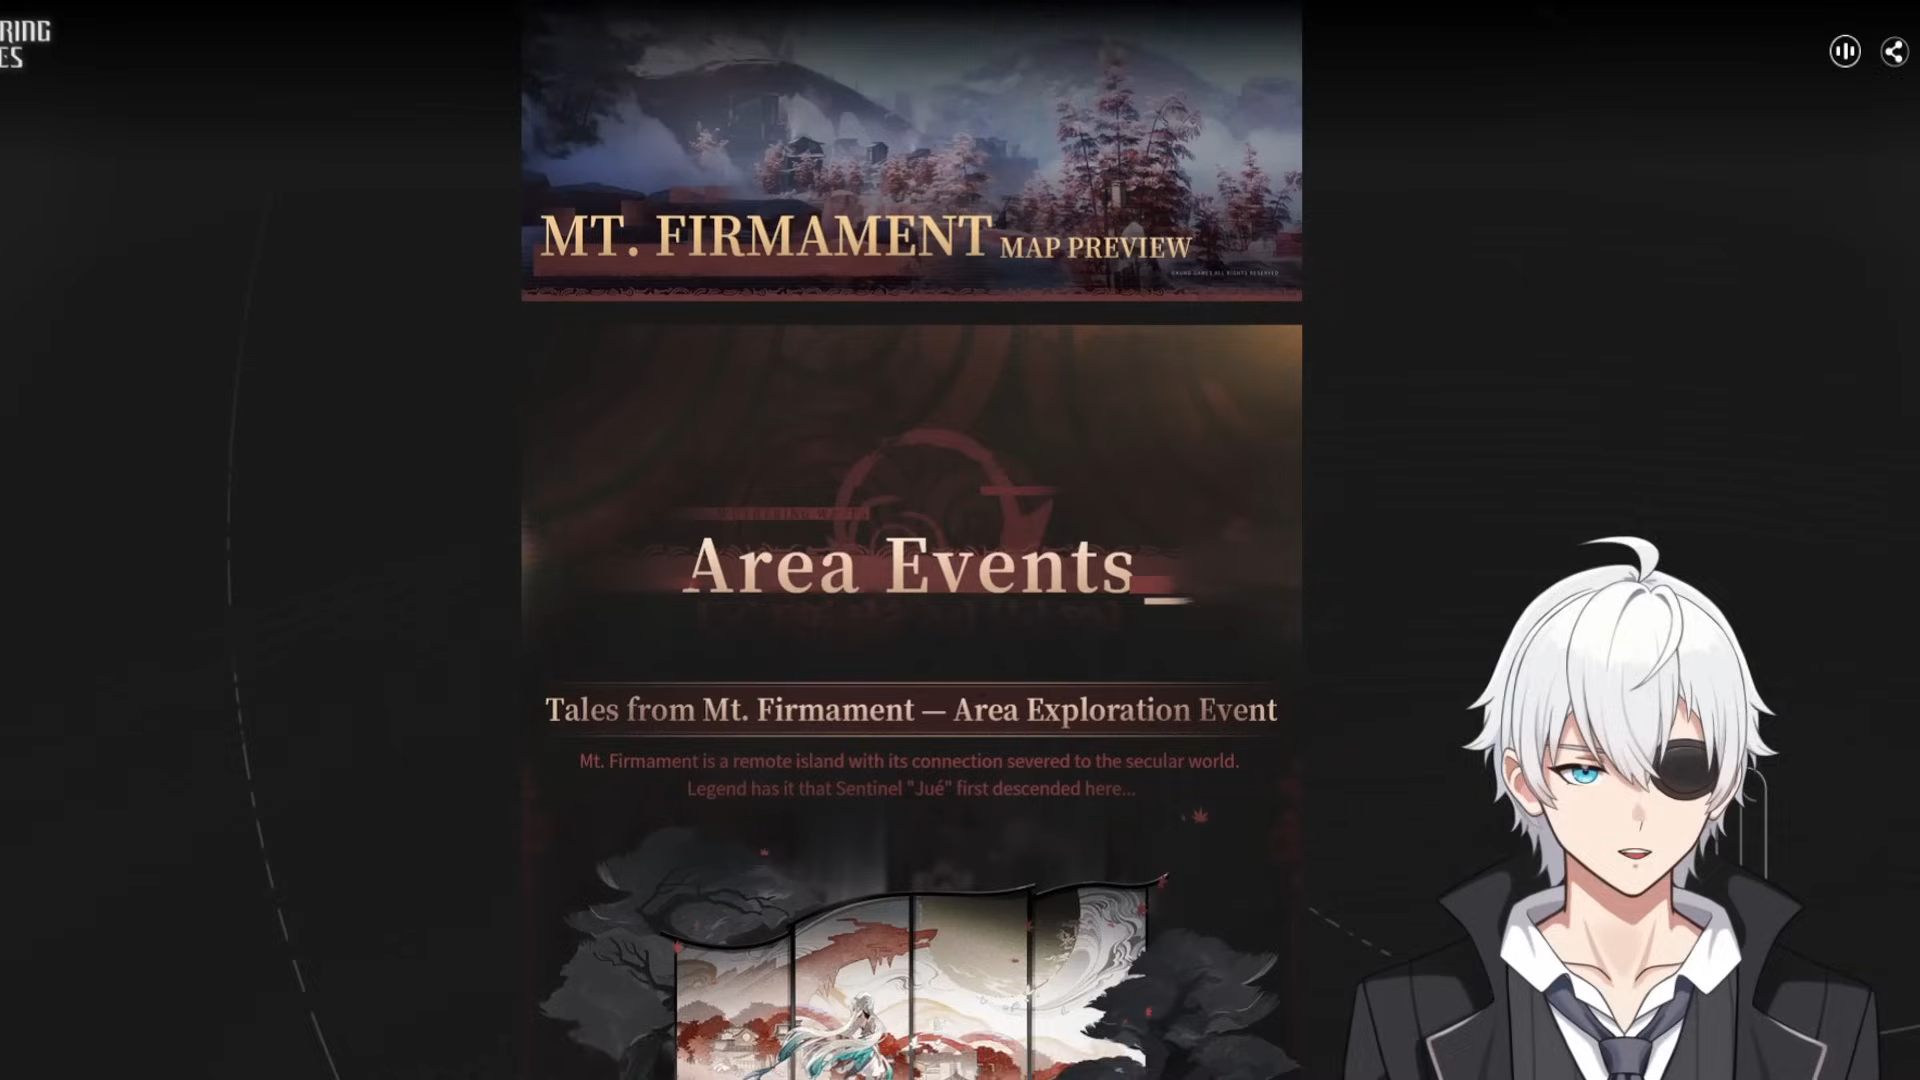 RING
ES
MT. FIRMAMENT MAP PREVIEW
Area Events
Tales from Mt. Firmament — Area Exploration Event
Mt. Firmament is a remote island with its connection severed to the secular world.
Legend has it that Sentinel "Jué" first descended here...